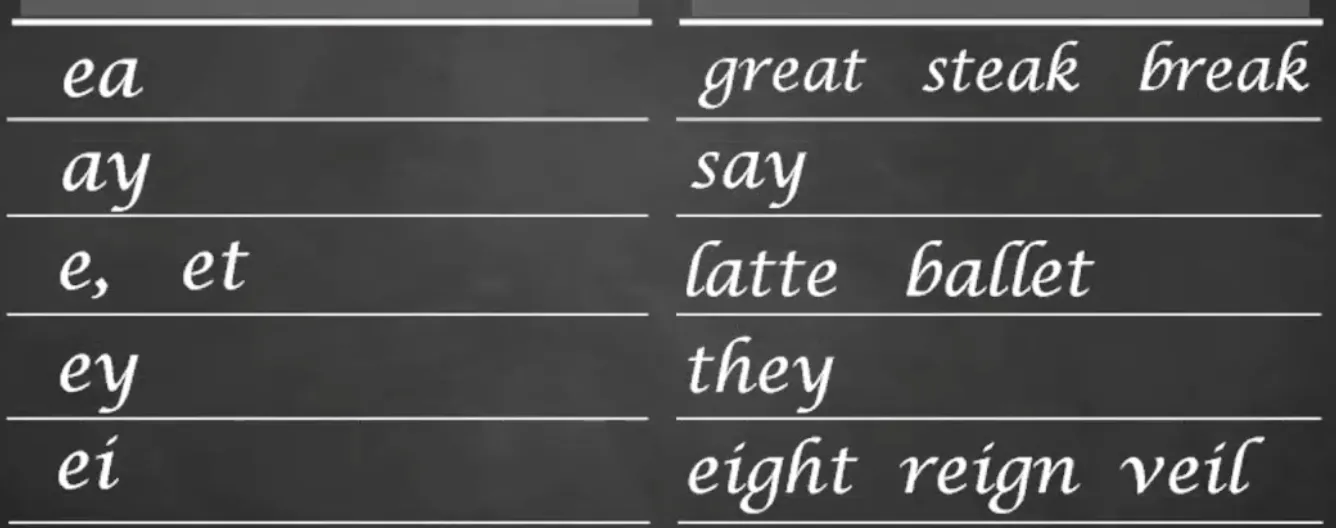 ea great steak break
ay say
e, et latte ballet
ey they
ei eight reign veil